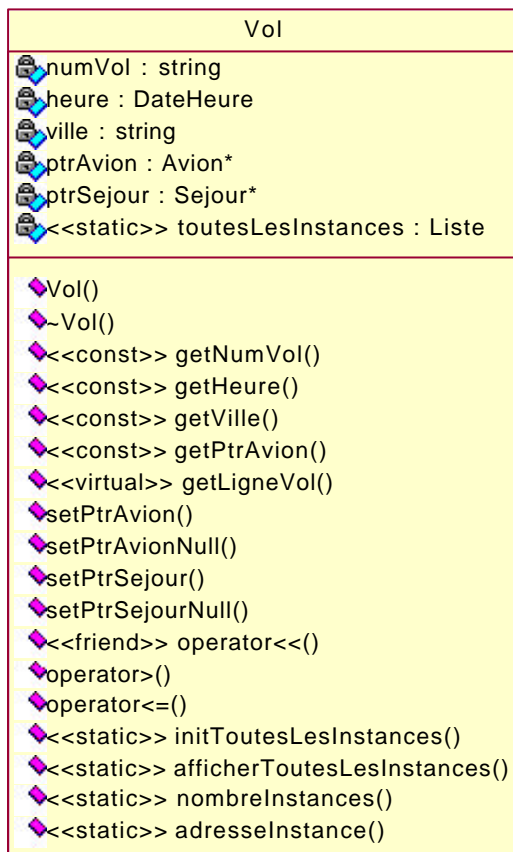 Vol
numVol : string
heure : DateHeure
ville : string
ptrAvion : Avion*
ptrSejour : Sejour*
<<static>> toutesLesInstances : Liste
Vol()
~Vol()
<<const>> getNumVol()
<<const>> getHeure()
<<const>> getVille()
<<const>> getPtrAvion()
<<virtual>> getLigneVol()
setPtrAvion()
setPtrAvionNull()
setPtrSejour()
setPtrSejourNull()
<<friend>> operator<<()
operator>()
operator<=()
<<static>> initToutesLesInstances()
<<static>> afficherToutesLesInstances()
<<static>> nombreInstances()
<<static>> adresseInstance()